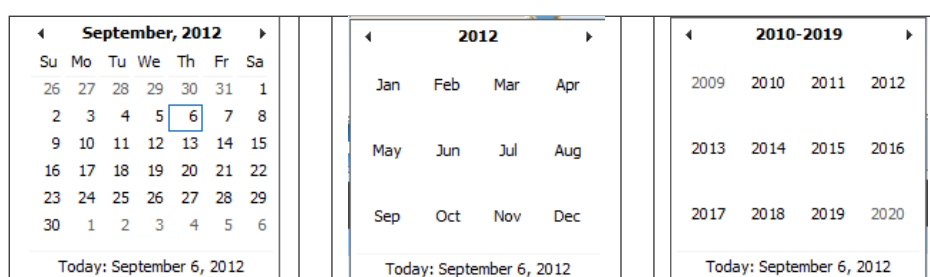 September, 2012
Su Mo Tu We Th Fr Sa
26 27 28 29 30 31 1
2 3 4 5 6 7 8
9 10 11 12 13 14 15
16 17 18 19 20 21 22
23 24 25 26 27 28 29
30 1 2 3 4 5 6
Today: September 6, 2012
2012
Jan Feb Mar Apr
May Jun Jul Aug
Sep Oct Nov Dec
Today: September 6, 2012
2010-2019
2009 2010 2011 2012
2013 2014 2015 2016
2017 2018 2019 2020
Today: September 6, 2012